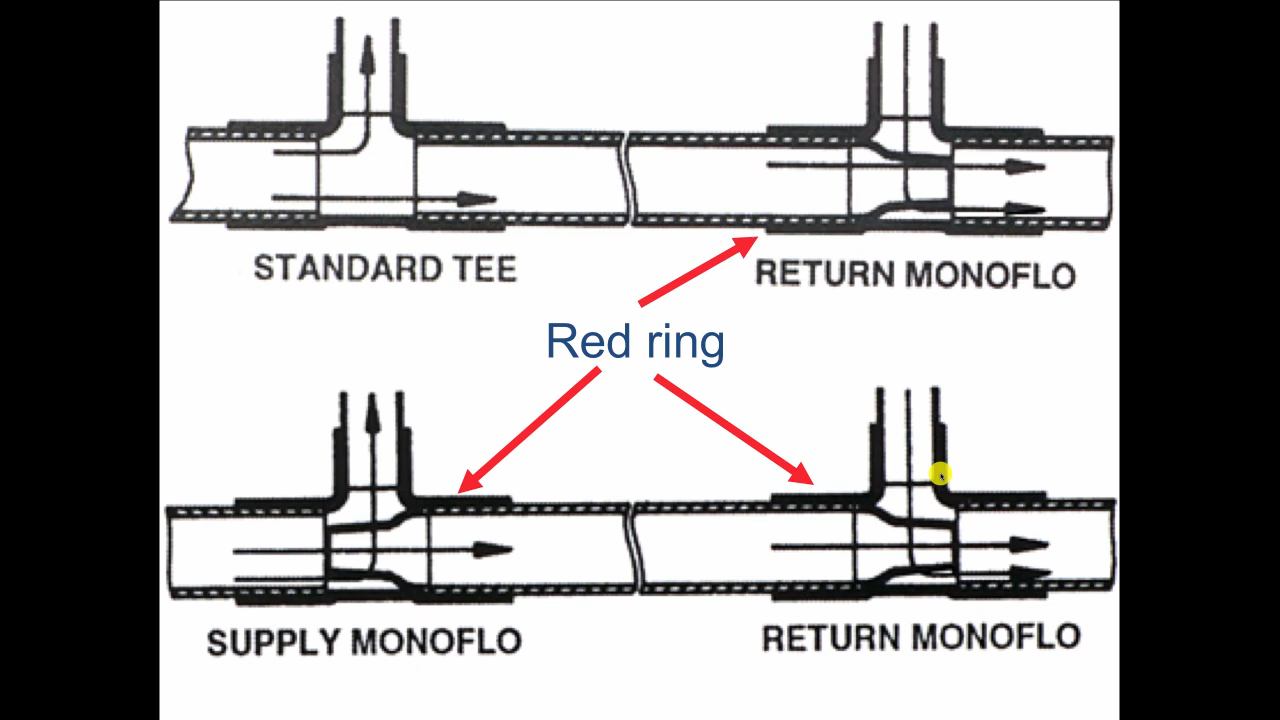 STANDARD TEE
RETURN MONOFLO
Red ring
SUPPLY MONOFLO
RETURN MONOFLO